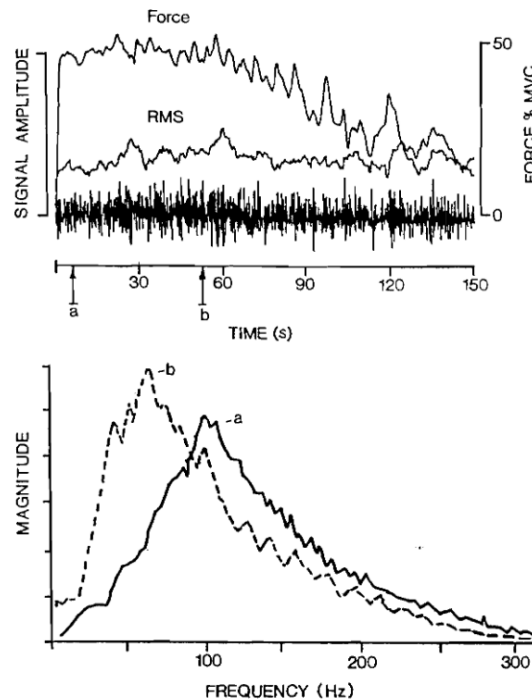 Force
SIGNAL AMPLITUDE
RMS
50
0
FORCE % MVC
30 60 90 120 150
a b
TIME (s)
b
a
MAGNITUDE
100 200 300
FREQUENCY (Hz)